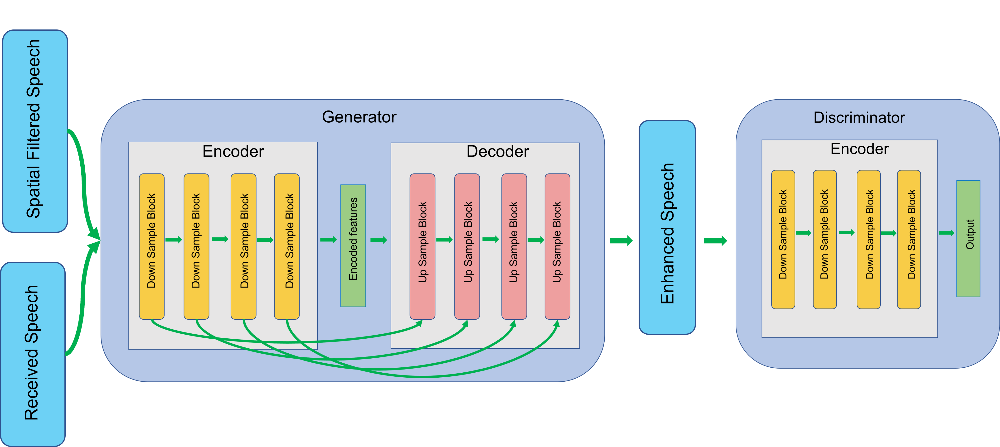 Spatial Filtered Speech
Received Speech
Generator
Encoder
Down Sample Block
Down Sample Block
Down Sample Block
Down Sample Block
Encoded features
Decoder
Up Sample Block
Up Sample Block
Up Sample Block
Up Sample Block
Enhanced Speech
Discriminator
Encoder
Down Sample Block
Down Sample Block
Down Sample Block
Down Sample Block
Output